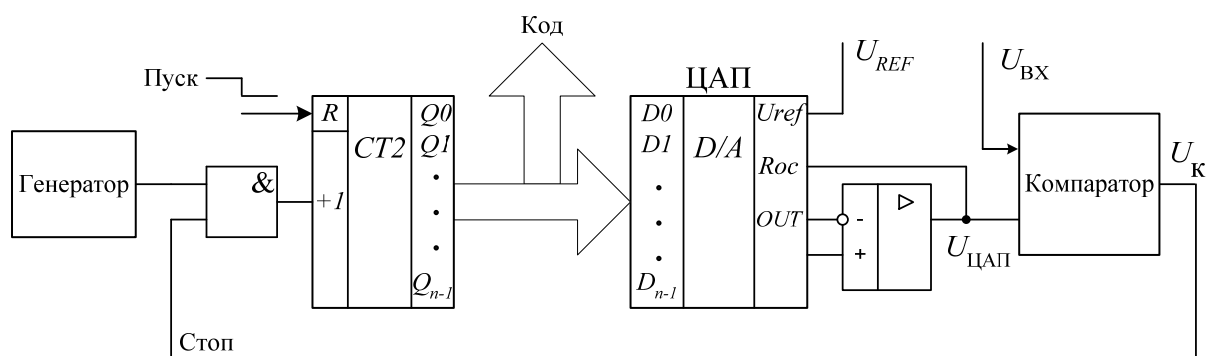 Код
Пуск
ЦАП
U_REF
U_ВХ
Генератор
&
+1
R
CT2
Q0
Q1
Q_n-1
D0
D1
D_n-1
D/A
Uref
Roc
OUT
-
+
U_ЦАП
Компаратор
U_К
Стоп